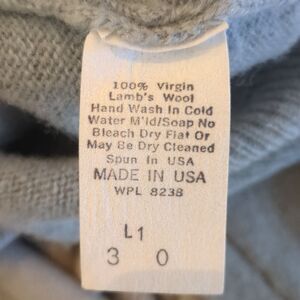 100% Virgin
Lamb's Wool
Hand Wash In Cold
Water M'ld/Soap No
Bleach Dry Flat Or
May Be Dry Cleaned
Spun In USA
MADE IN USA
WPL 8238
L1
3 0